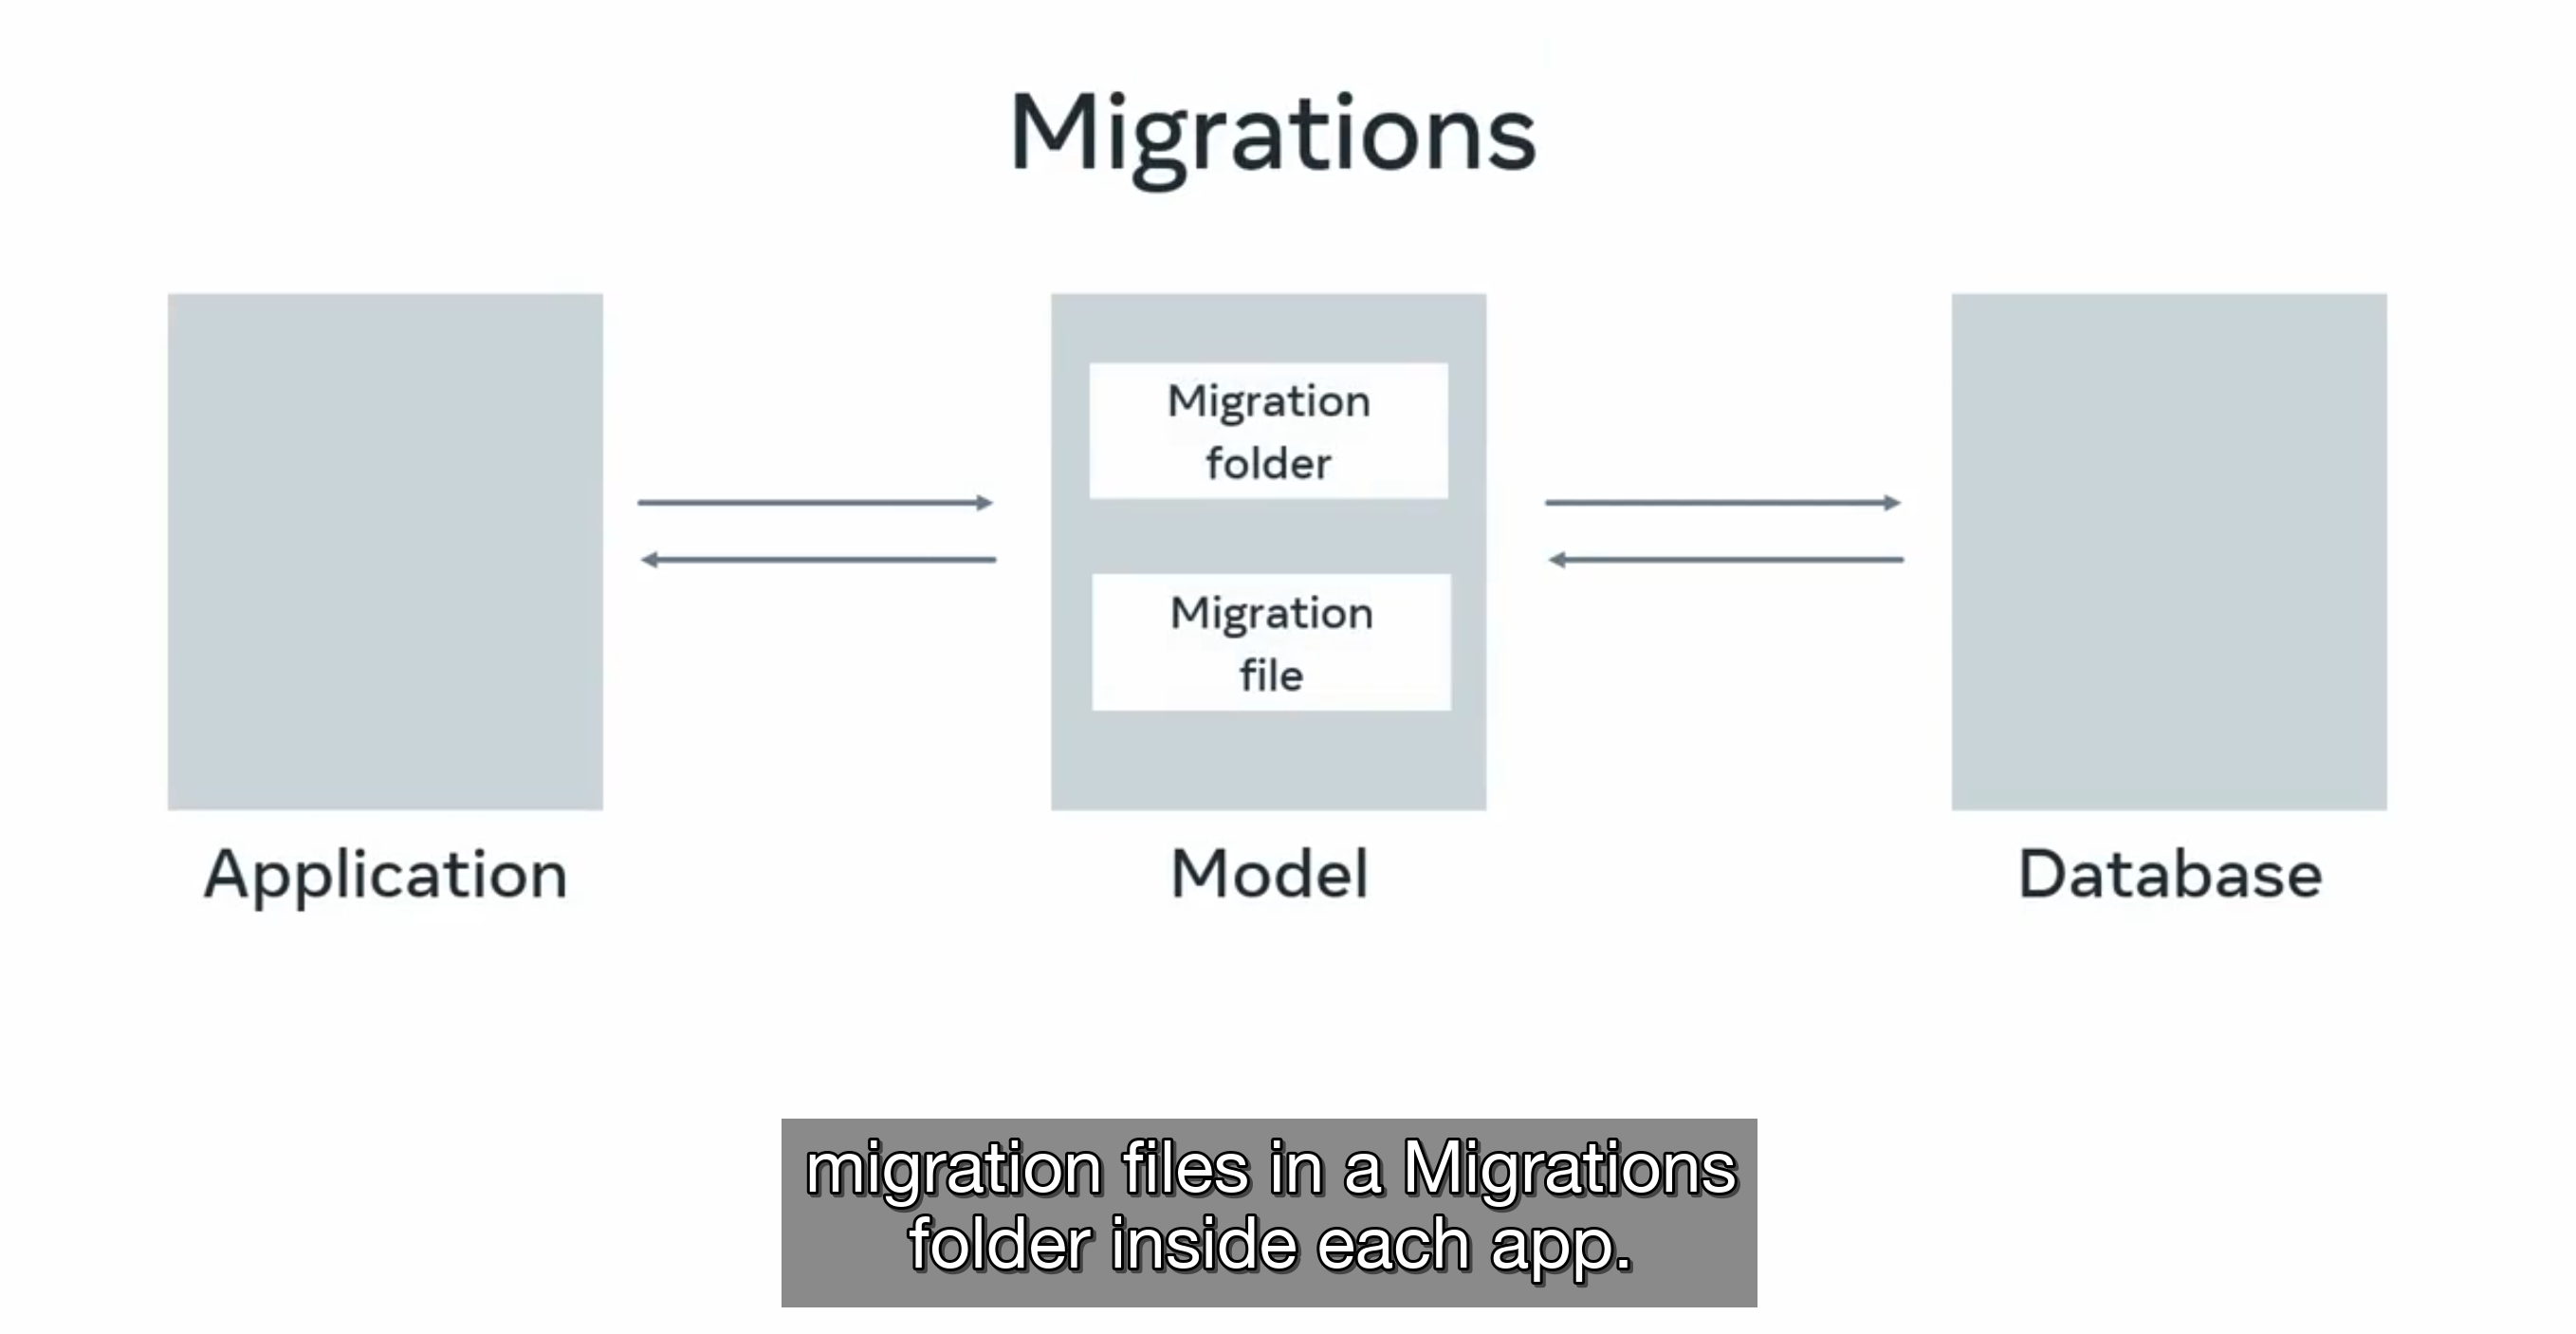 Migrations
Migration
folder
Migration
file
Application
Model
Database
migration files in a Migrations
folder inside each app.